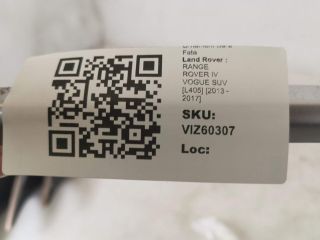 Fata
Land Rover :
RANGE
ROVER IV
VOGUE SUV
[L405] [2013 -
2017]
SKU:
VIZ60307
Loc: